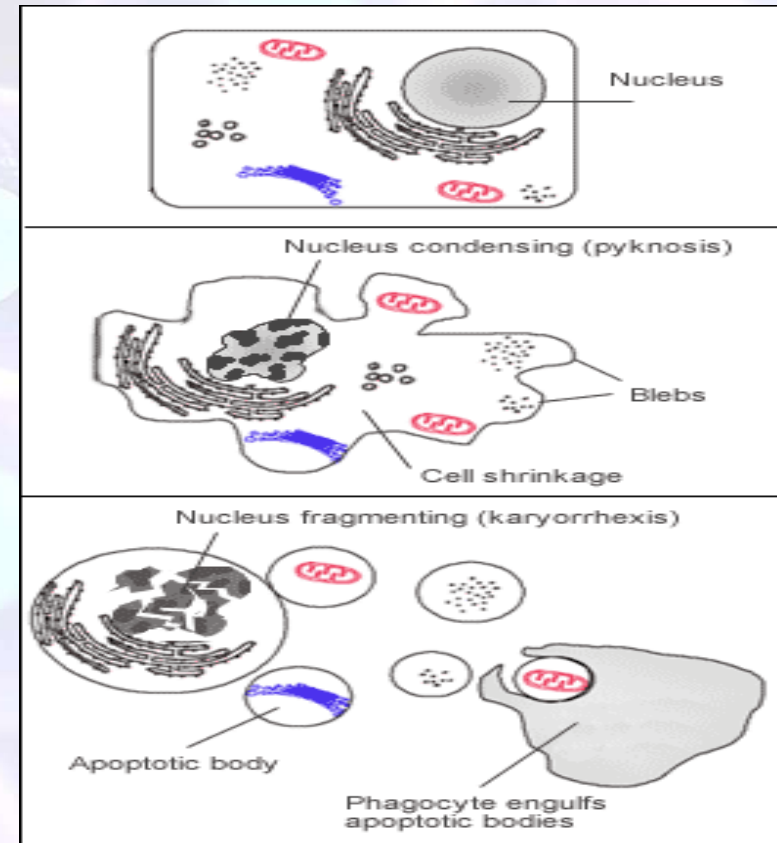 Nucleus
Nucleus condensing (pyknosis)
Blebs
Cell shrinkage
Nucleus fragmenting (karyorrhexis)
Apoptotic body
Phagocyte engulfs
apoptotic bodies